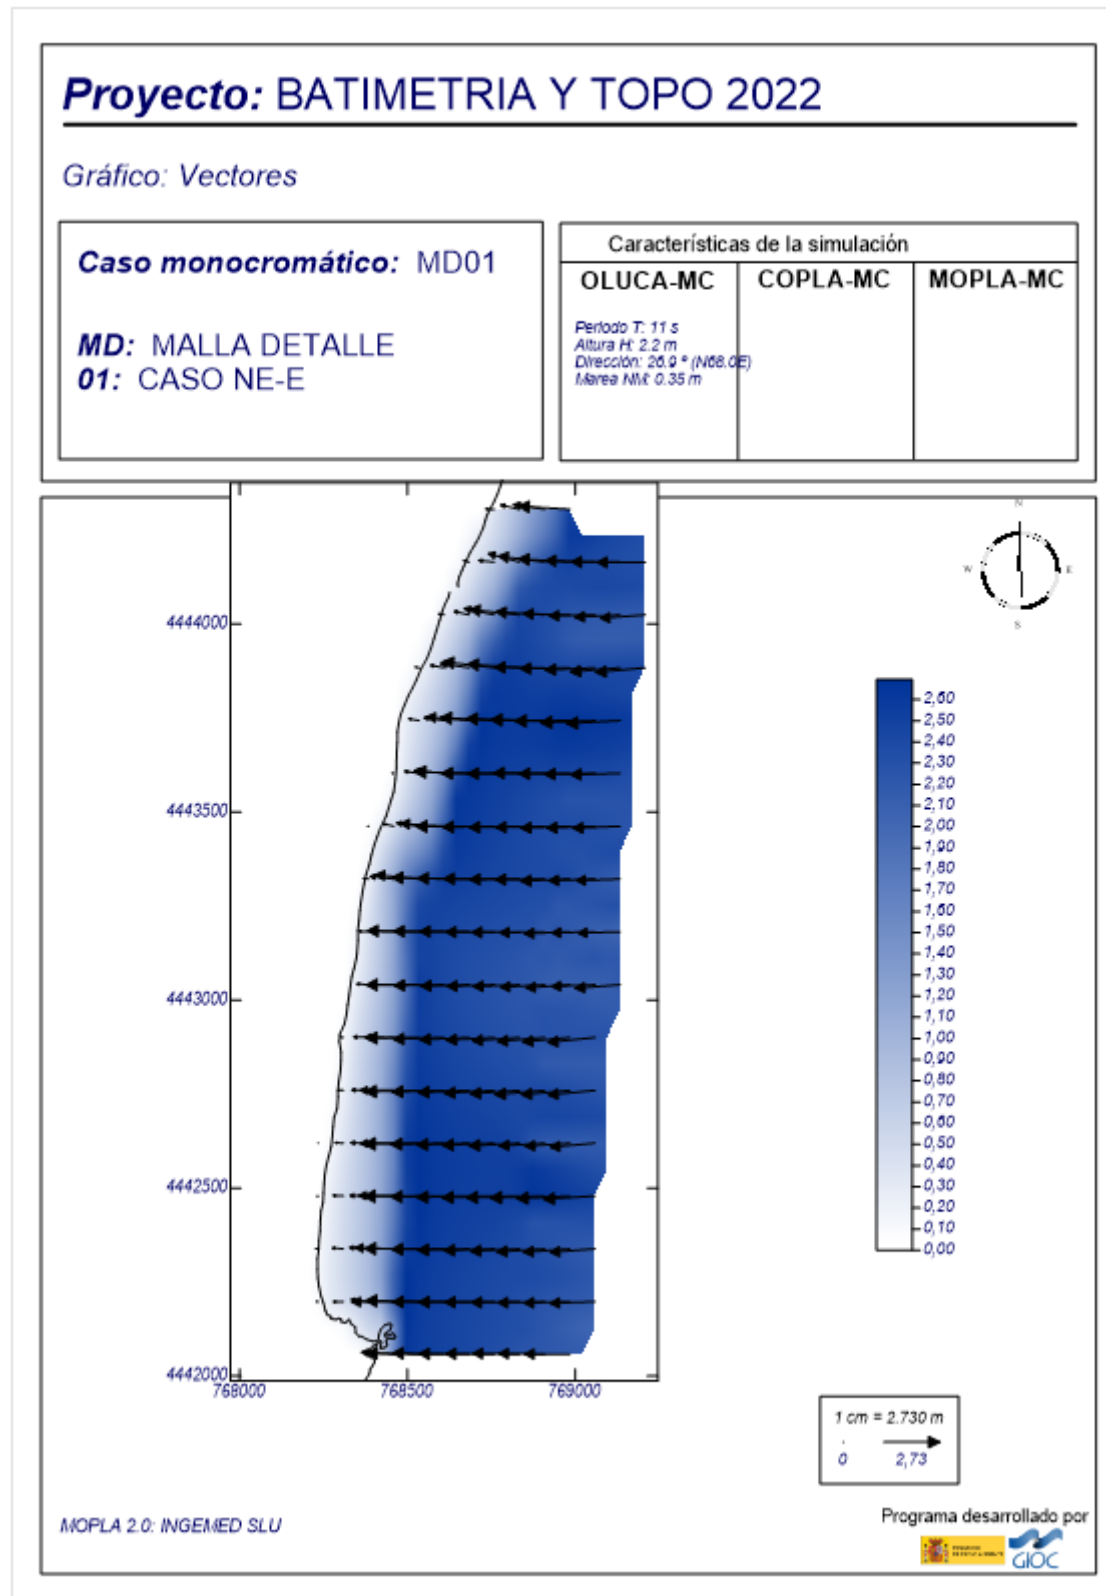 Proyecto: BATIMETRIA Y TOPO 2022
Gráfico: Vectores
Caso monocromático: MD01
MD: MALLA DETALLE
01: CASO NE-E
Características de la simulación
OLUCA-MC COPLA-MC MOPLA-MC
Periodo T: 11 s
Altura H: 2.2 m
Dirección: 26.9 º (N68.0E)
Marea NM: 0.35 m
N
W E
S
4444000
4443500
4443000
4442500
4442000
768000 768500 769000
2,60
2,50
2,40
2,30
2,20
2,10
2,00
1,90
1,80
1,70
1,60
1,50
1,40
1,30
1,20
1,10
1,00
0,90
0,80
0,70
0,60
0,50
0,40
0,30
0,20
0,10
0,00
1 cm = 2.730 m
0 2,73
MOPLA 2.0: INGEMED SLU
Programa desarrollado por
GIOC